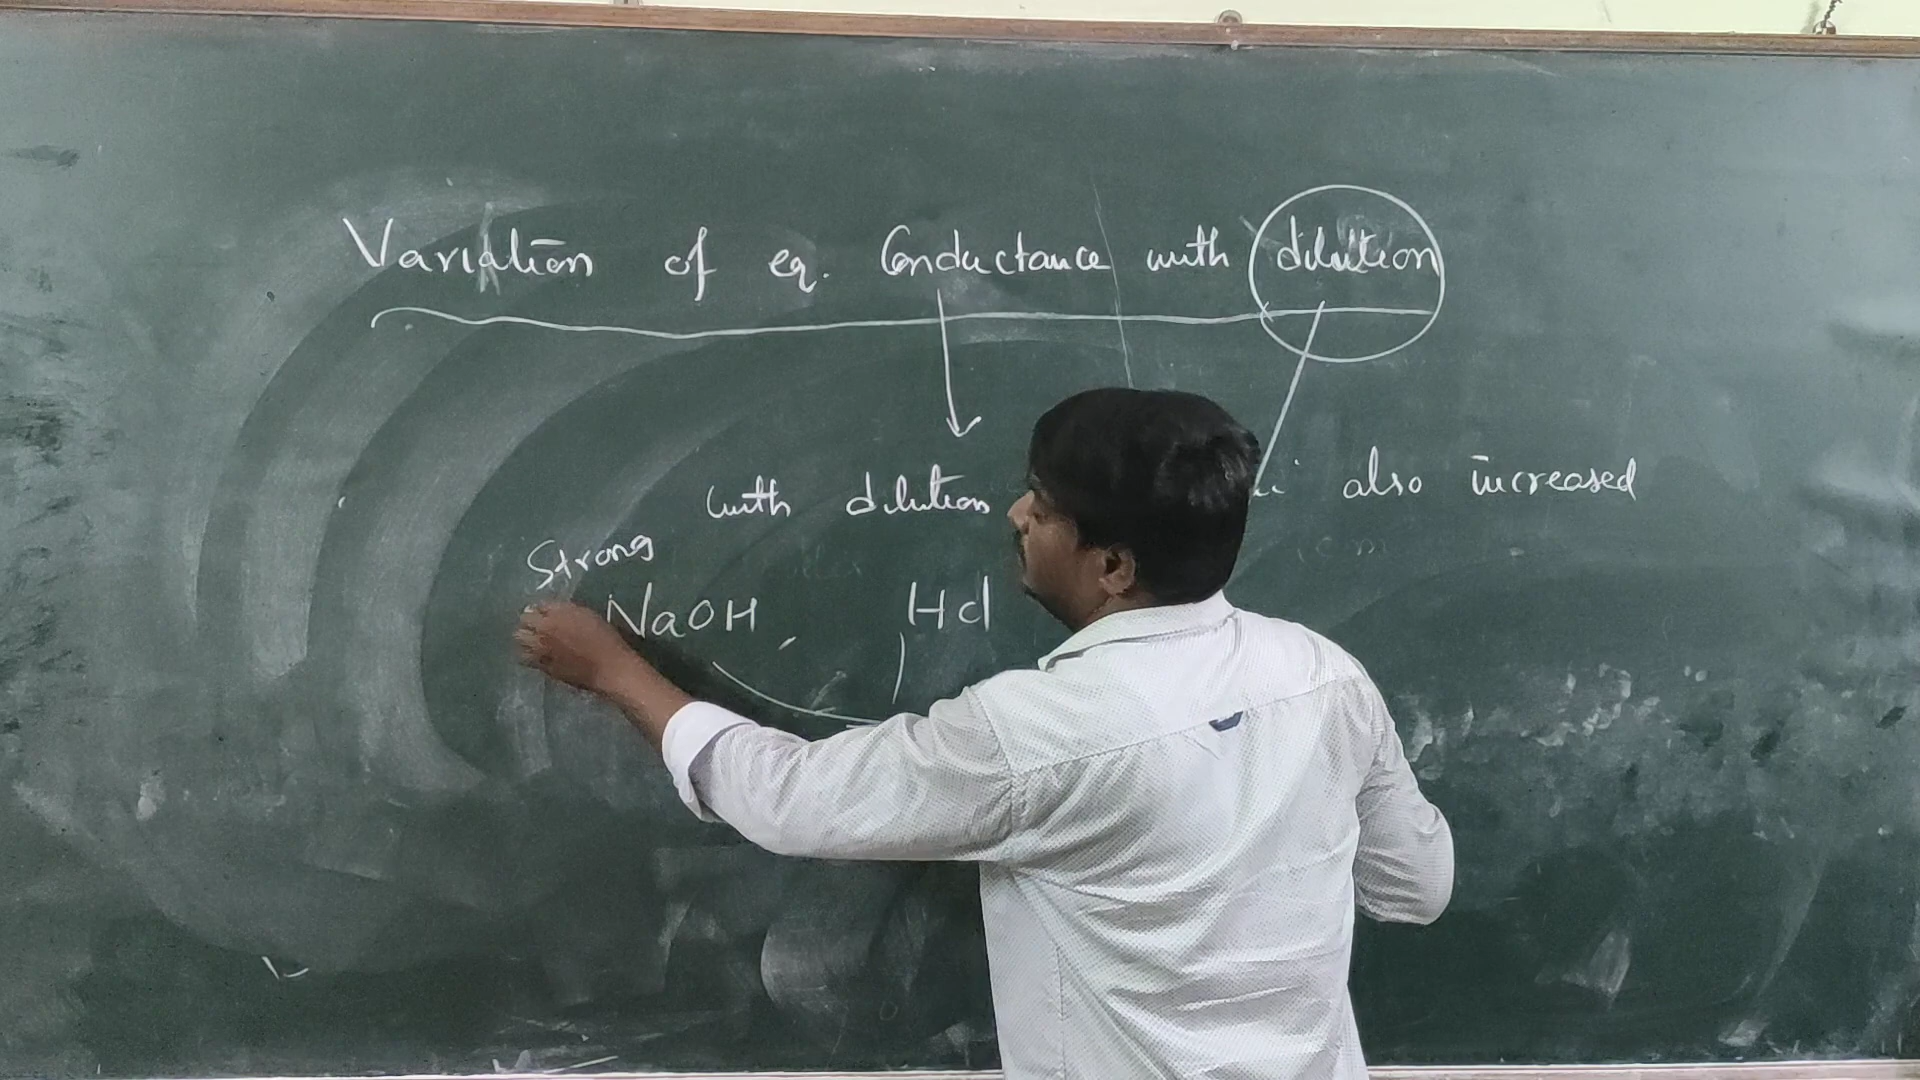 Variation of eq. Conductance with dilution
with dilution also increased
Strong
NaOH HCl